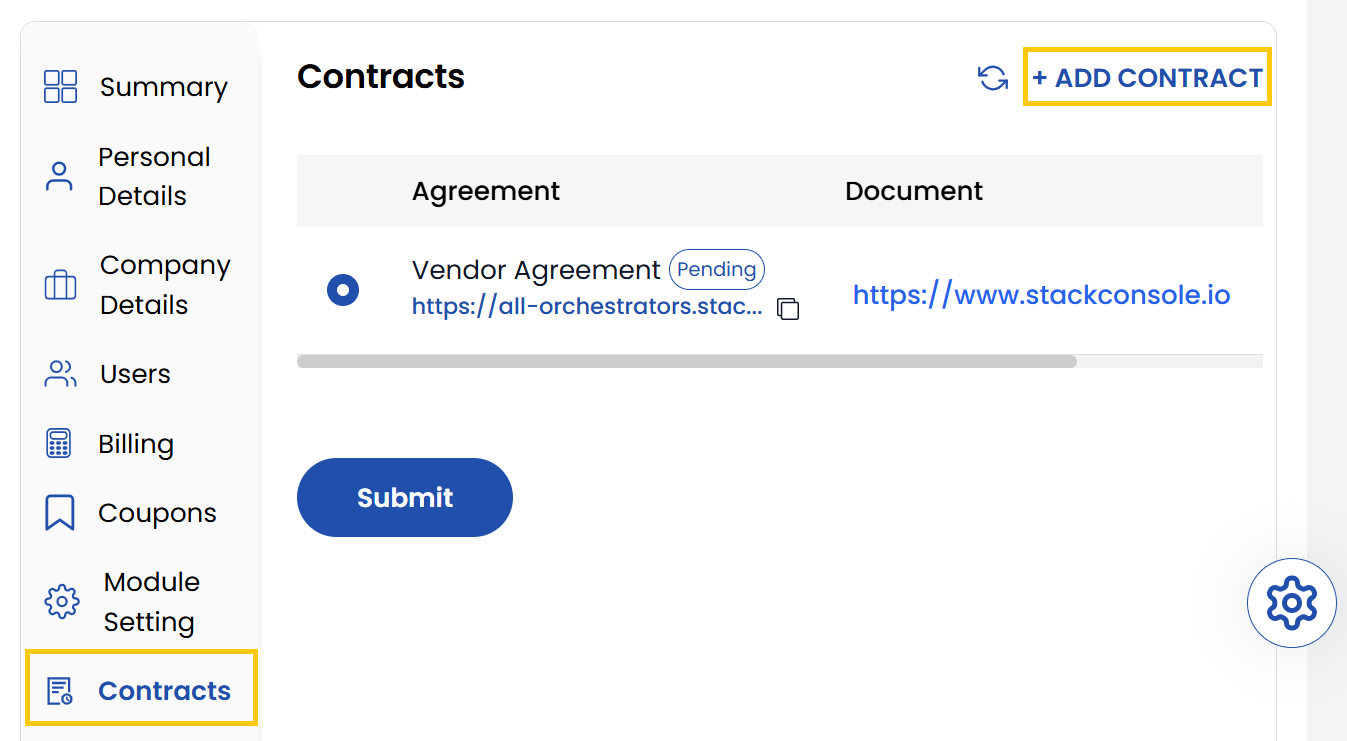 Summary
Personal
Details
Company
Details
Users
Billing
Coupons
Module
Setting
Contracts
Contracts
+ ADD CONTRACT
Agreement Document
Vendor Agreement Pending
https://all-orchestrators.stac...
https://www.stackconsole.io
Submit